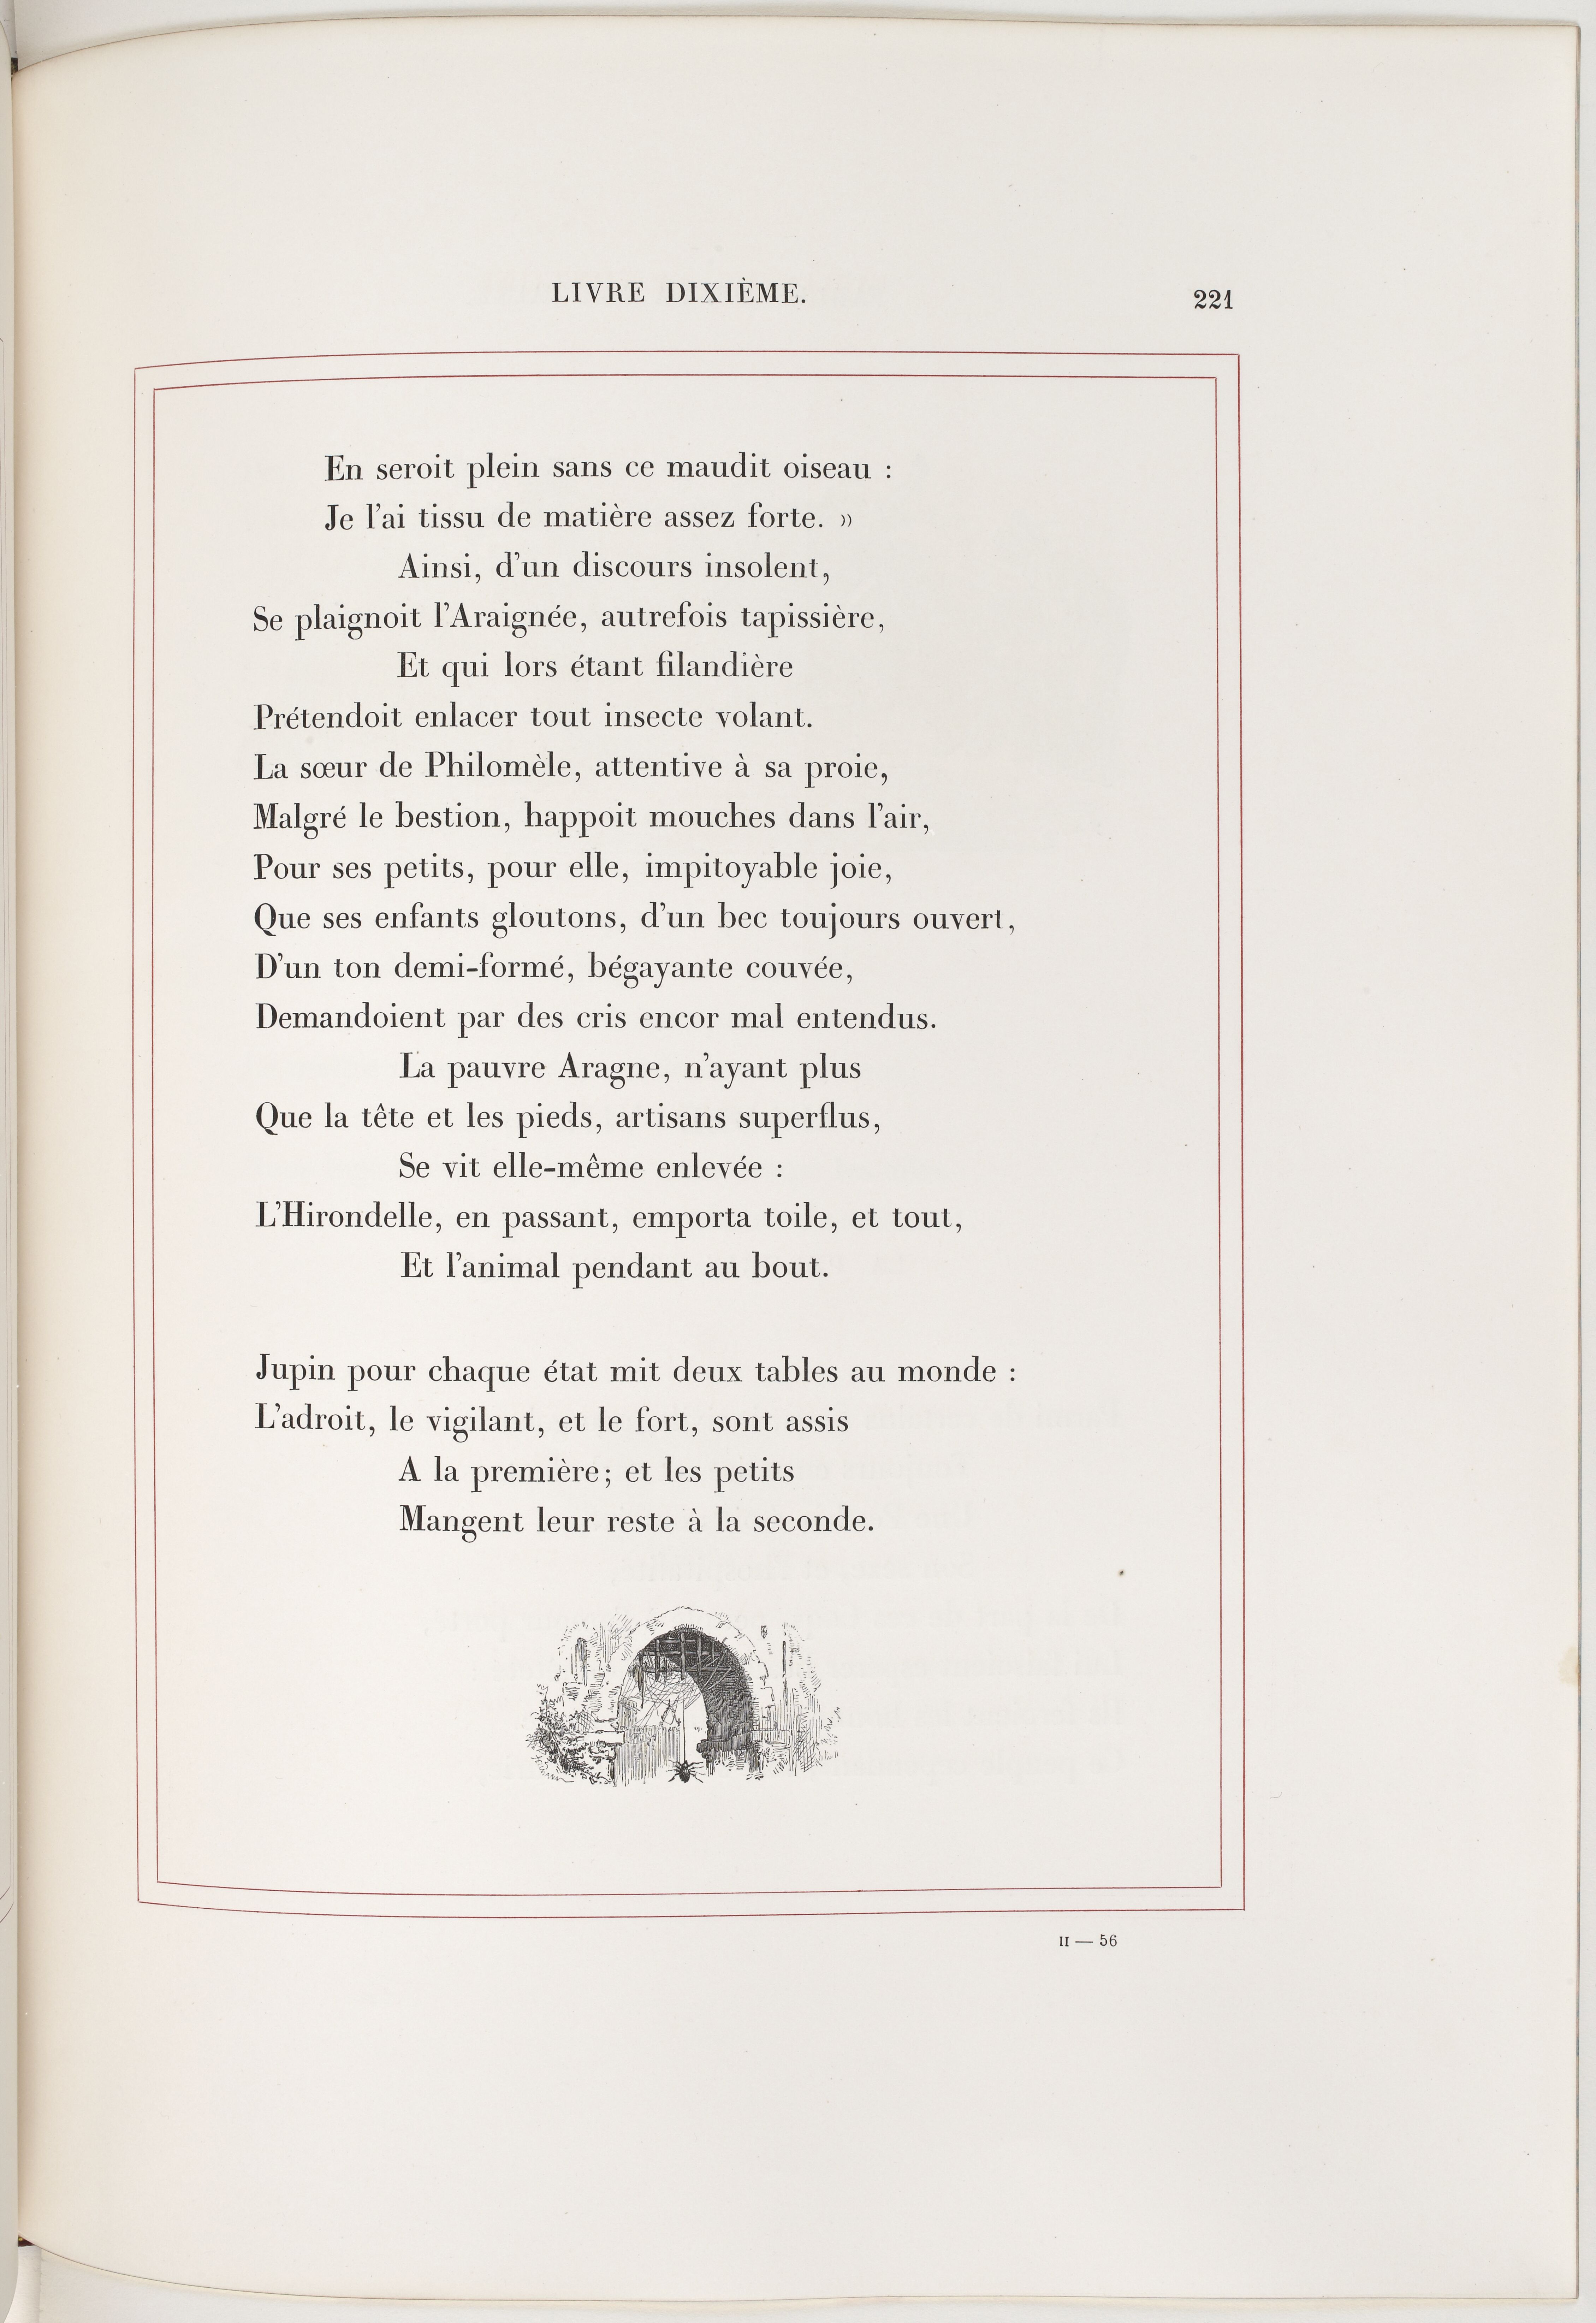 LIVRE DIXIÈME.
221
En seroit plein sans ce maudit oiseau :
Je l'ai tissu de matière assez forte. »
Ainsi, d'un discours insolent,
Se plaignoit l'Araignée, autrefois tapissière,
Et qui lors étant filandière
Prétendoit enlacer tout insecte volant.
La sœur de Philomèle, attentive à sa proie,
Malgré le bestion, happoit mouches dans l'air,
Pour ses petits, pour elle, impitoyable joie,
Que ses enfants gloutons, d'un bec toujours ouvert,
D'un ton demi-formé, bégayante couvée,
Demandoient par des cris encor mal entendus.
La pauvre Aragne, n'ayant plus
Que la tête et les pieds, artisans superflus,
Se vit elle-même enlevée :
L'Hirondelle, en passant, emporta toile, et tout,
Et l'animal pendant au bout.
Jupin pour chaque état mit deux tables au monde :
L'adroit, le vigilant, et le fort, sont assis
A la première; et les petits
Mangent leur reste à la seconde.
II — 56